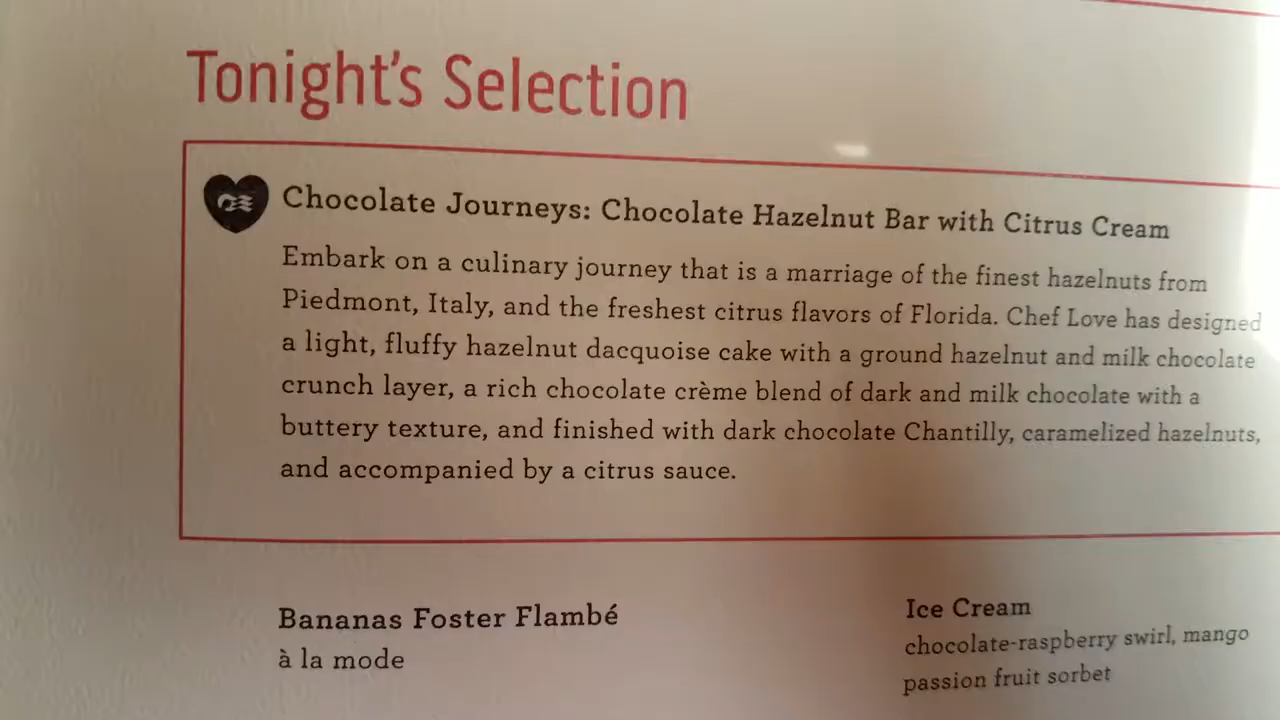 Tonight's Selection
Chocolate Journeys: Chocolate Hazelnut Bar with Citrus Cream
Embark on a culinary journey that is a marriage of the finest hazelnuts from
Piedmont, Italy, and the freshest citrus flavors of Florida. Chef Love has designed
a light, fluffy hazelnut dacquoise cake with a ground hazelnut and milk chocolate
crunch layer, a rich chocolate crème blend of dark and milk chocolate with a
buttery texture, and finished with dark chocolate Chantilly, caramelized hazelnuts,
and accompanied by a citrus sauce.
Bananas Foster Flambé
à la mode
Ice Cream
chocolate-raspberry swirl, mango
passion fruit sorbet